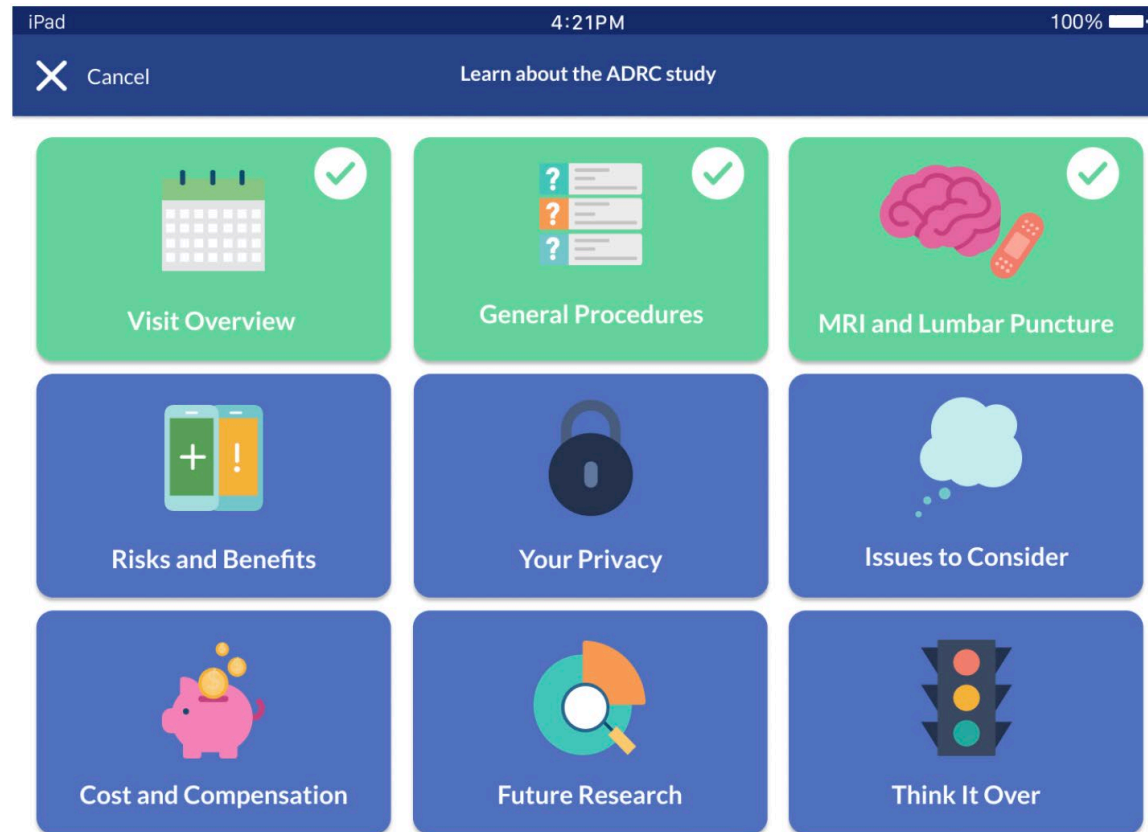 iPad 4:21PM 100%
Cancel Learn about the ADRC study
? 
? 
? 
Visit Overview General Procedures MRI and Lumbar Puncture
+ !
Risks and Benefits Your Privacy Issues to Consider
$ $ $
Cost and Compensation Future Research Think It Over